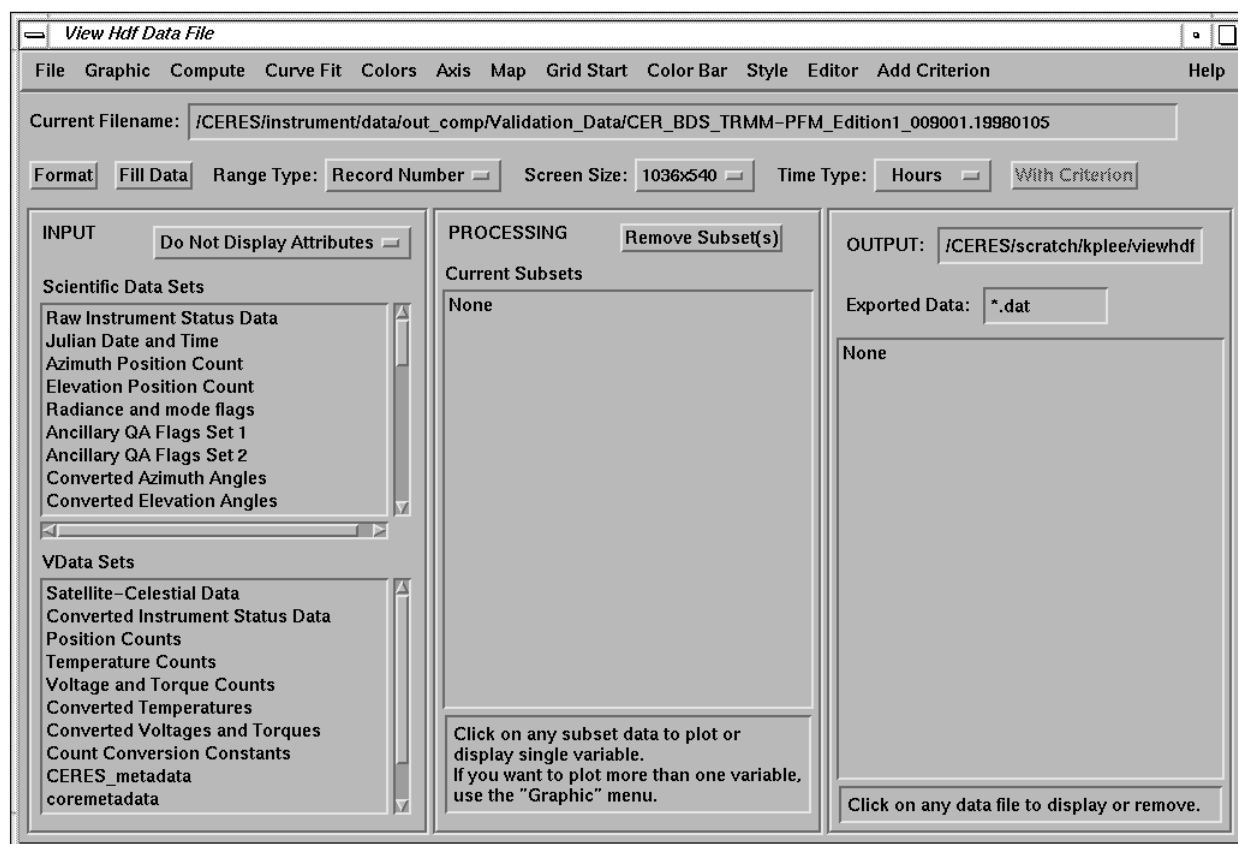 View Hdf Data File
File Graphic Compute Curve Fit Colors Axis Map Grid Start Color Bar Style Editor Add Criterion Help
Current Filename: /CERES/instrument/data/out_comp/Validation_Data/CER_BDS_TRMM-PFM_Edition1_009001.19980105
Format Fill Data Range Type: Record Number Screen Size: 1036x540 Time Type: Hours With Criterion
INPUT Do Not Display Attributes
Scientific Data Sets
Raw Instrument Status Data
Julian Date and Time
Azimuth Position Count
Elevation Position Count
Radiance and mode flags
Ancillary QA Flags Set 1
Ancillary QA Flags Set 2
Converted Azimuth Angles
Converted Elevation Angles
VData Sets
Satellite-Celestial Data
Converted Instrument Status Data
Position Counts
Temperature Counts
Voltage and Torque Counts
Converted Temperatures
Converted Voltages and Torques
Count Conversion Constants
CERES_metadata
coremetadata
PROCESSING Remove Subset(s)
Current Subsets
None
Click on any subset data to plot or
display single variable.
If you want to plot more than one variable,
use the "Graphic" menu.
OUTPUT: /CERES/scratch/kplee/viewhdf
Exported Data: *.dat
None
Click on any data file to display or remove.